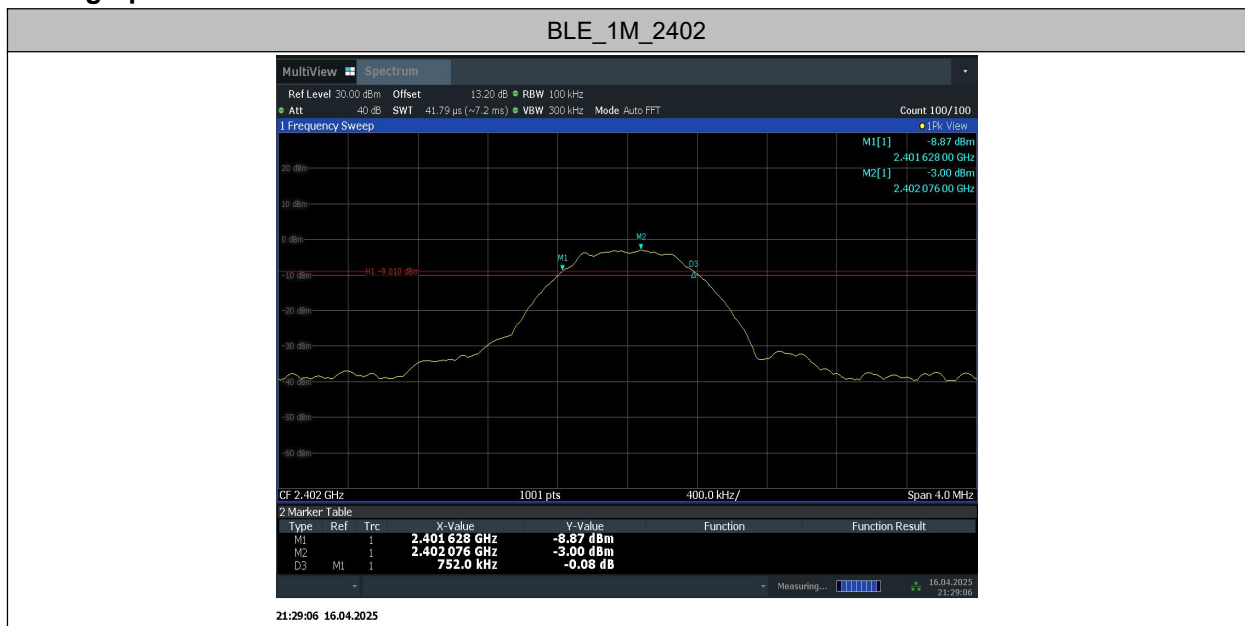 BLE_1M_2402
MultiView Spectrum
Ref Level 30.00 dBm Offset 13.20 dB RBW 100 kHz
Att 40 dB SWT 41.79 µs (~7.2 ms) VBW 300 kHz Mode Auto FFT Count 100/100
1 Frequency Sweep 1Pk View
M1[1] -8.87 dBm
2.401 628 00 GHz
M2[1] -3.00 dBm
2.402 076 00 GHz
20 dBm
10 dBm
0 dBm
M2
M1
D3
H1 -9.010 dBm
-10 dBm
-20 dBm
-30 dBm
-40 dBm
-50 dBm
-60 dBm
CF 2.402 GHz 1001 pts 400.0 kHz/ Span 4.0 MHz
2 Marker Table
Type Ref Trc X-Value Y-Value Function Function Result
M1 1 2.401 628 GHz -8.87 dBm
M2 1 2.402 076 GHz -3.00 dBm
D3 M1 1 752.0 kHz -0.08 dB
Measuring... 16.04.2025
21:29:06
21:29:06 16.04.2025